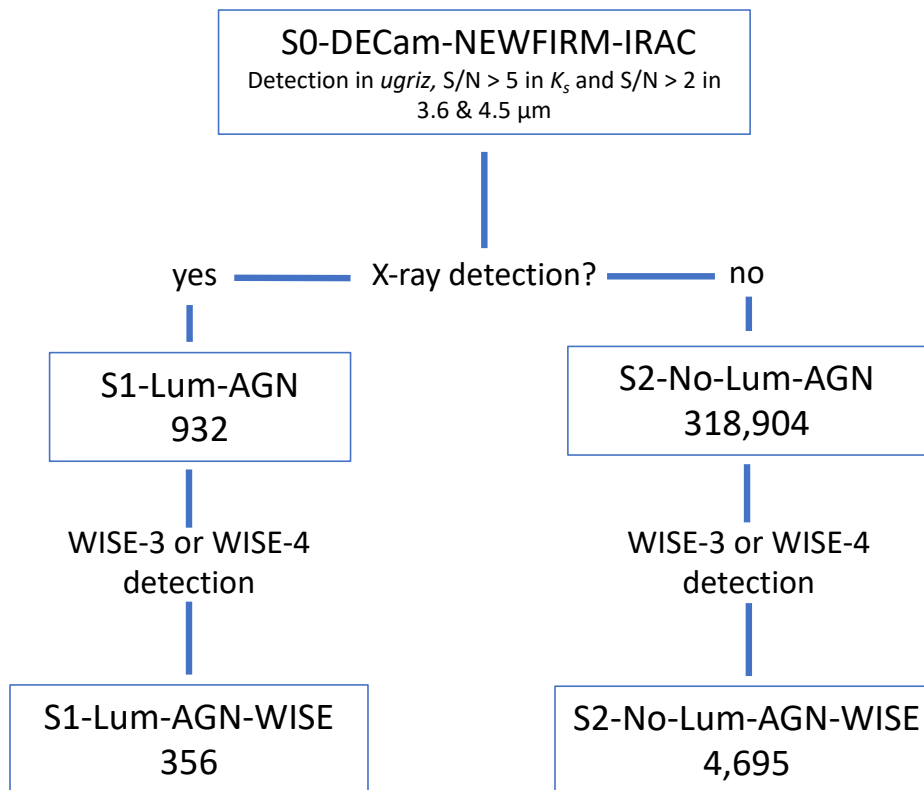 S0-DECam-NEWFIRM-IRAC
Detection in ugriz, S/N > 5 in Ks and S/N > 2 in
3.6 & 4.5 μm
yes
X-ray detection?
no
S1-Lum-AGN
932
S2-No-Lum-AGN
318,904
WISE-3 or WISE-4
detection
WISE-3 or WISE-4
detection
S1-Lum-AGN-WISE
356
S2-No-Lum-AGN-WISE
4,695